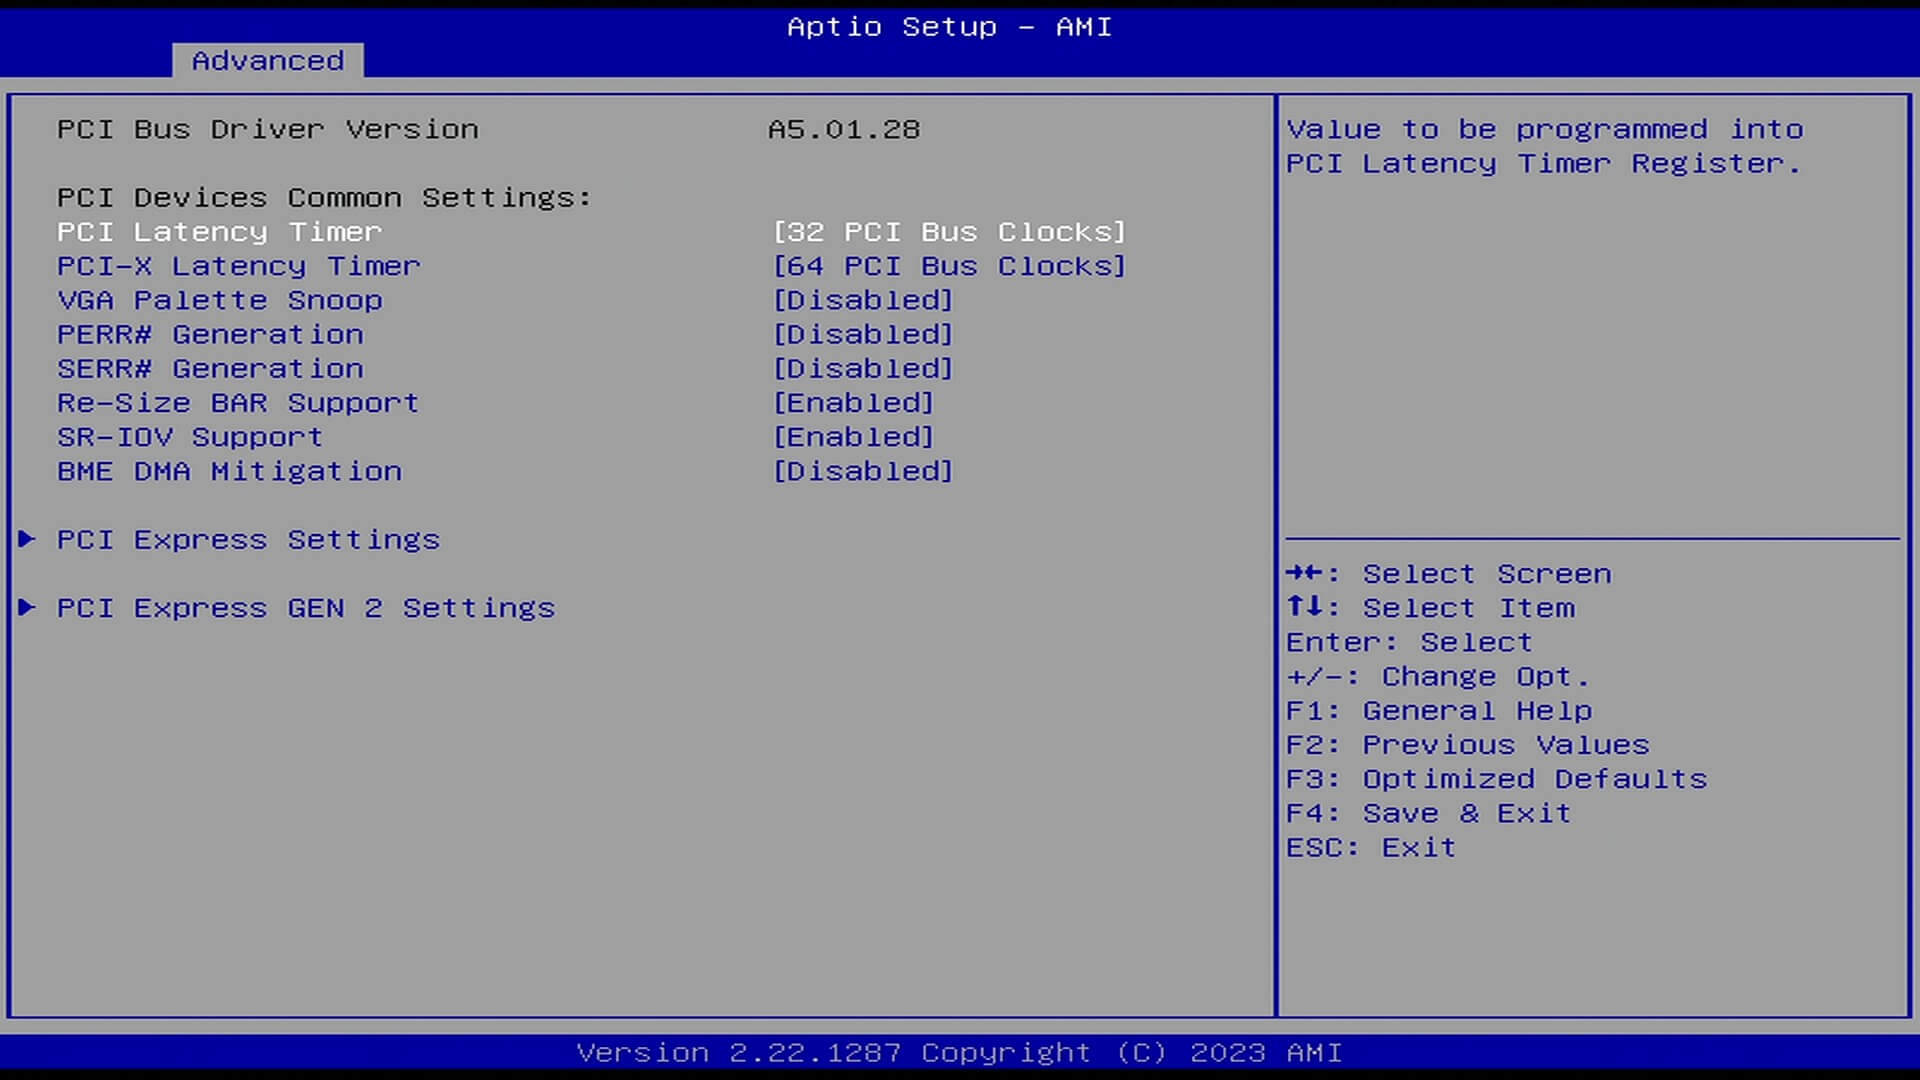 Aptio Setup - AMI
Advanced
PCI Bus Driver Version A5.01.28
PCI Devices Common Settings:
PCI Latency Timer [32 PCI Bus Clocks]
PCI-X Latency Timer [64 PCI Bus Clocks]
VGA Palette Snoop [Disabled]
PERR# Generation [Disabled]
SERR# Generation [Disabled]
Re-Size BAR Support [Enabled]
SR-IOV Support [Enabled]
BME DMA Mitigation [Disabled]
PCI Express Settings
PCI Express GEN 2 Settings
Value to be programmed into
PCI Latency Timer Register.
→←: Select Screen
↑↓: Select Item
Enter: Select
+/-: Change Opt.
F1: General Help
F2: Previous Values
F3: Optimized Defaults
F4: Save & Exit
ESC: Exit
Version 2.22.1287 Copyright (C) 2023 AMI